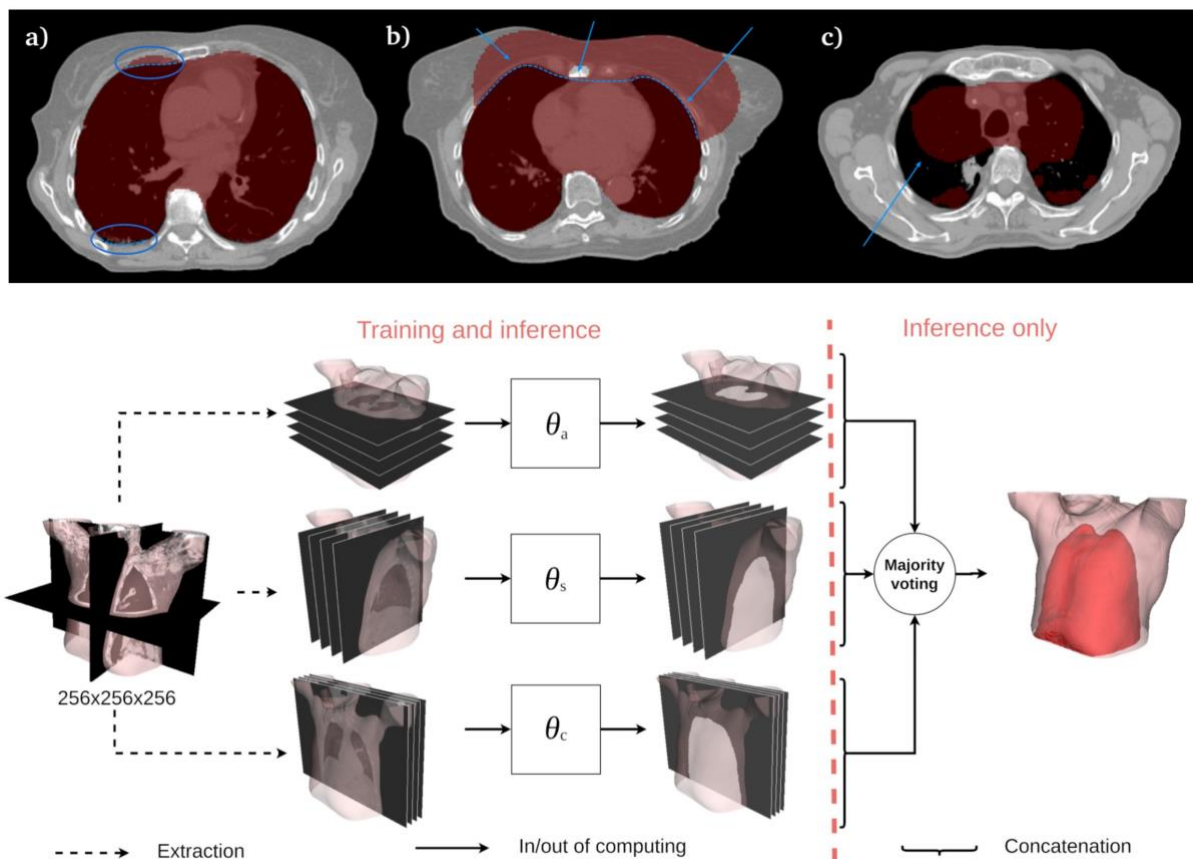 a)
b)
c)
Training and inference
Inference only
θa
θs
θc
Majority
voting
256x256x256
Extraction
In/out of computing
Concatenation